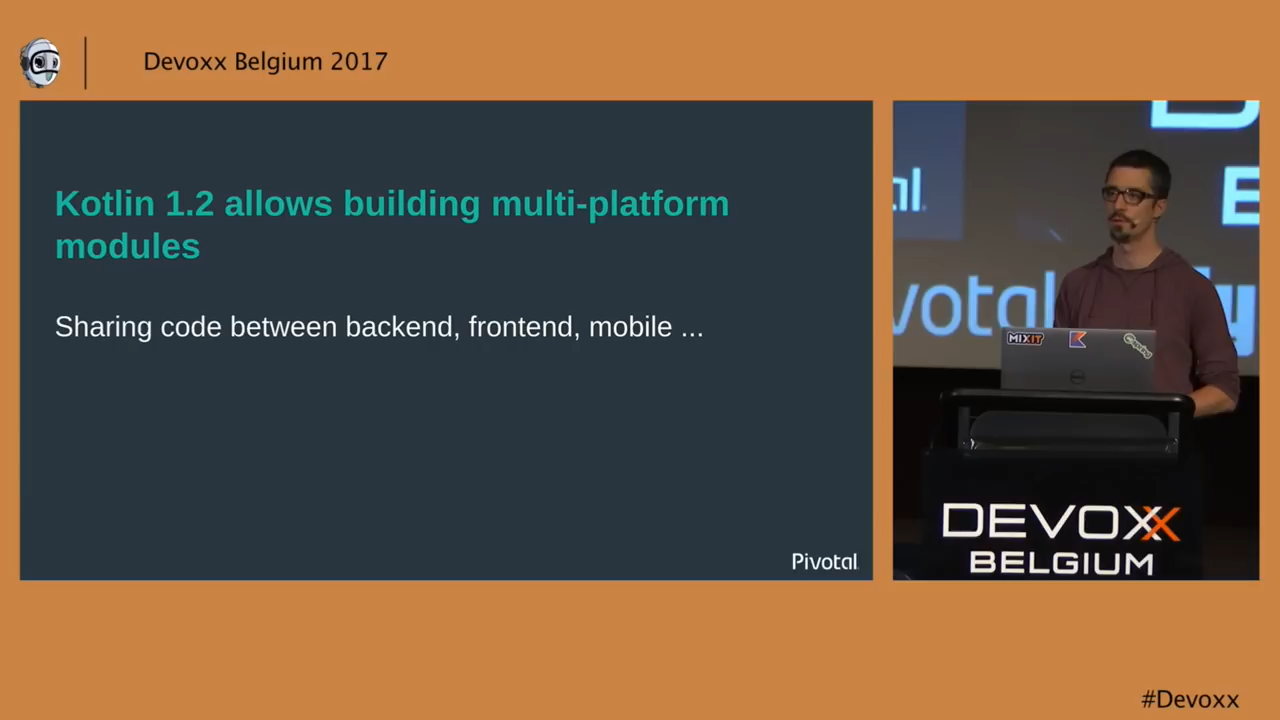 Devoxx Belgium 2017
Kotlin 1.2 allows building multi-platform
modules
Sharing code between backend, frontend, mobile ...
Pivotal
MIXIT
DEVOXX
BELGIUM
#Devoxx